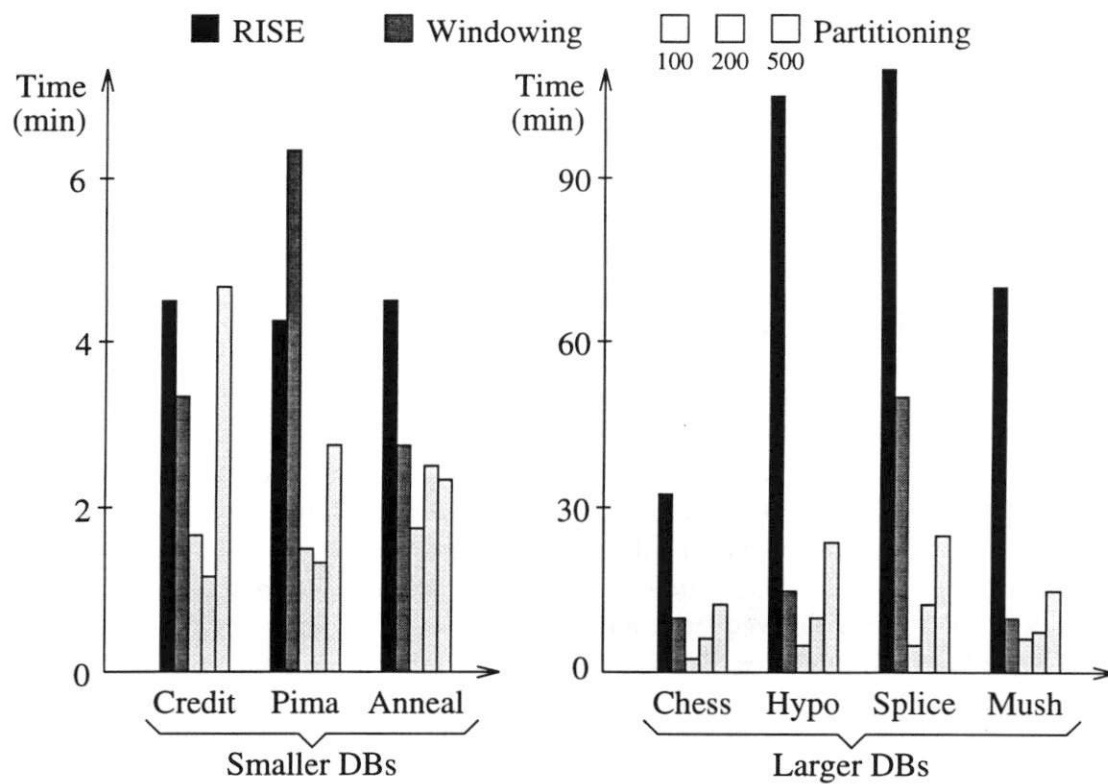 RISE Windowing Partitioning
100 200 500
Time
(min)
6
4
2
0
Credit Pima Anneal
Smaller DBs
Time
(min)
90
60
30
0
Chess Hypo Splice Mush
Larger DBs